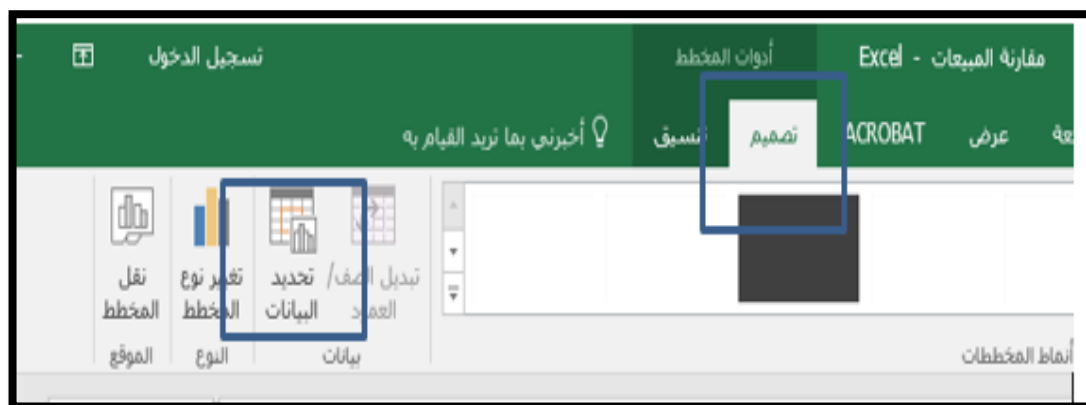 مقارنة المبيعات - Excel
أدوات المخطط
تسجيل الدخول
عرض
ACROBAT
تصميم
تنسيق
أخبرني بما تريد القيام به
تبديل الصف/
العمود
تحديد
البيانات
تغيير نوع
المخطط
نقل
المخطط
أنماط المخططات
بيانات
النوع
الموقع